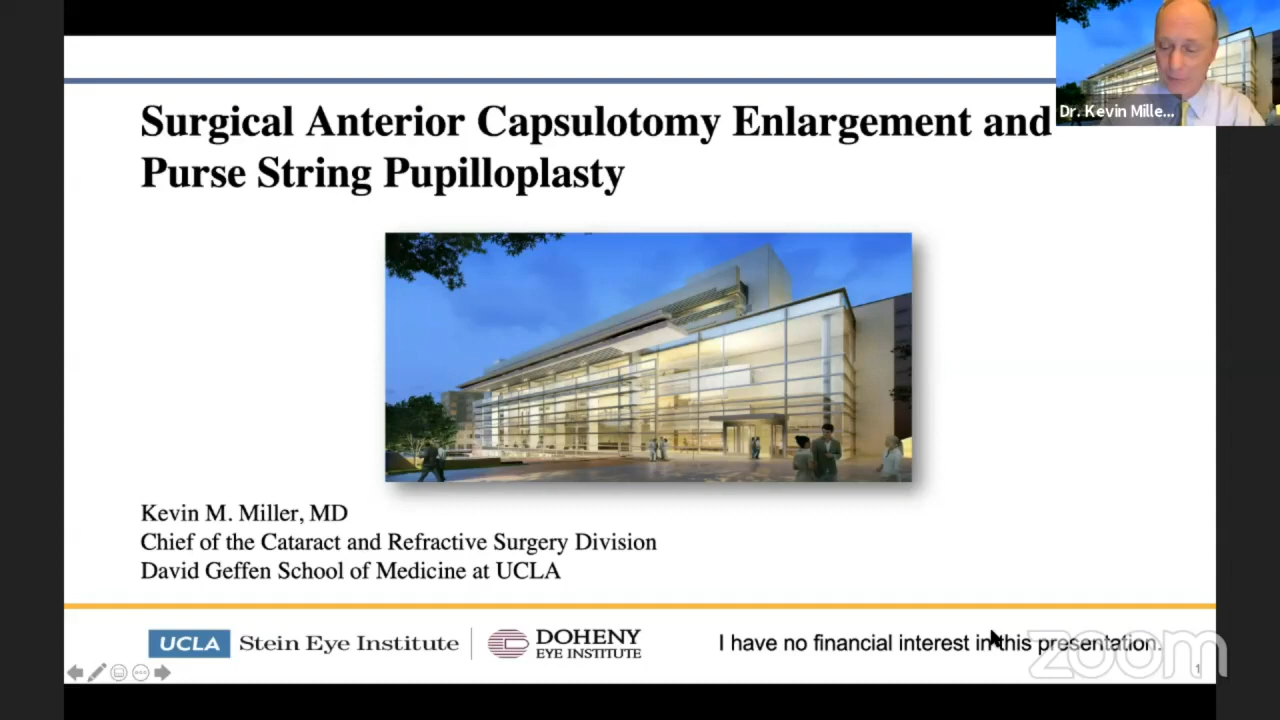 Dr. Kevin Mille...
Surgical Anterior Capsulotomy Enlargement and
Purse String Pupilloplasty
Kevin M. Miller, MD
Chief of the Cataract and Refractive Surgery Division
David Geffen School of Medicine at UCLA
UCLA Stein Eye Institute
DOHENY
EYE INSTITUTE
I have no financial interest in this presentation.
zoom
1